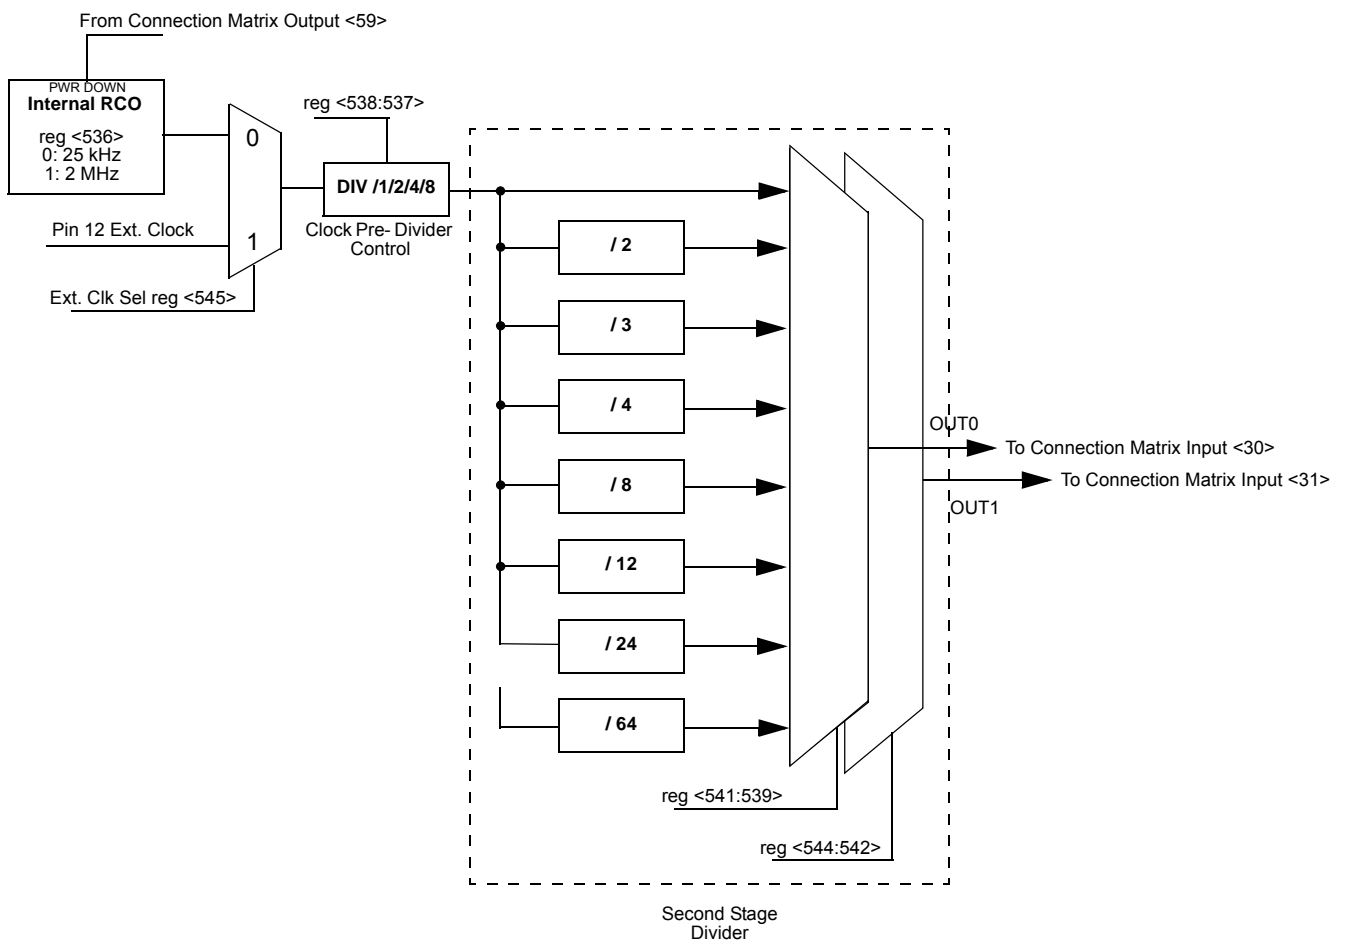 From Connection Matrix Output <59>
PWR DOWN
Internal RCO
reg <536>
0: 25 kHz
1: 2 MHz
0
1
Pin 12 Ext. Clock
Ext. Clk Sel reg <545>
reg <538:537>
DIV /1/2/4/8
Clock Pre- Divider
Control
/ 2
/ 3
/ 4
/ 8
/ 12
/ 24
/ 64
OUT0
To Connection Matrix Input <30>
To Connection Matrix Input <31>
OUT1
reg <541:539>
reg <544:542>
Second Stage
Divider